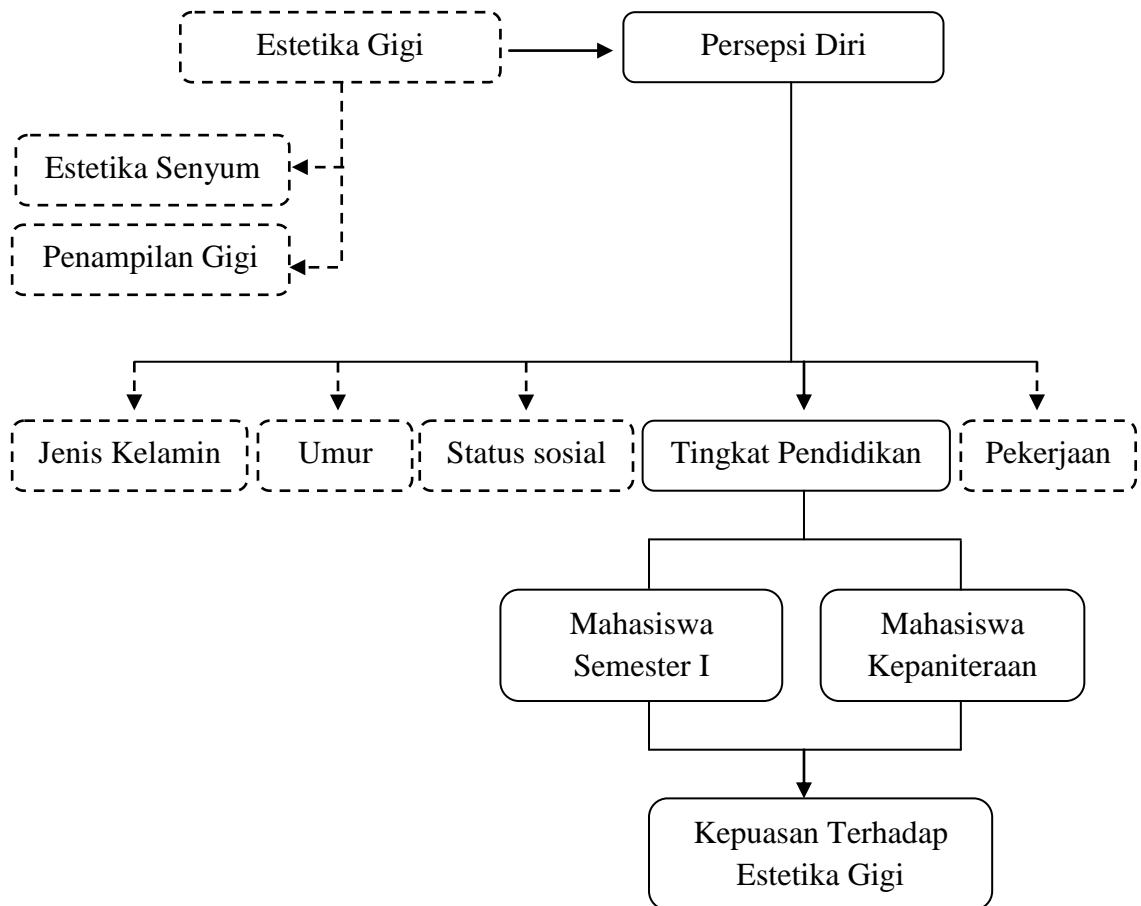 Estetika Gigi
Persepsi Diri
Estetika Senyum
Penampilan Gigi
Jenis Kelamin
Umur
Status sosial
Tingkat Pendidikan
Pekerjaan
Mahasiswa
Semester I
Mahasiswa
Kepaniteraan
Kepuasan Terhadap
Estetika Gigi